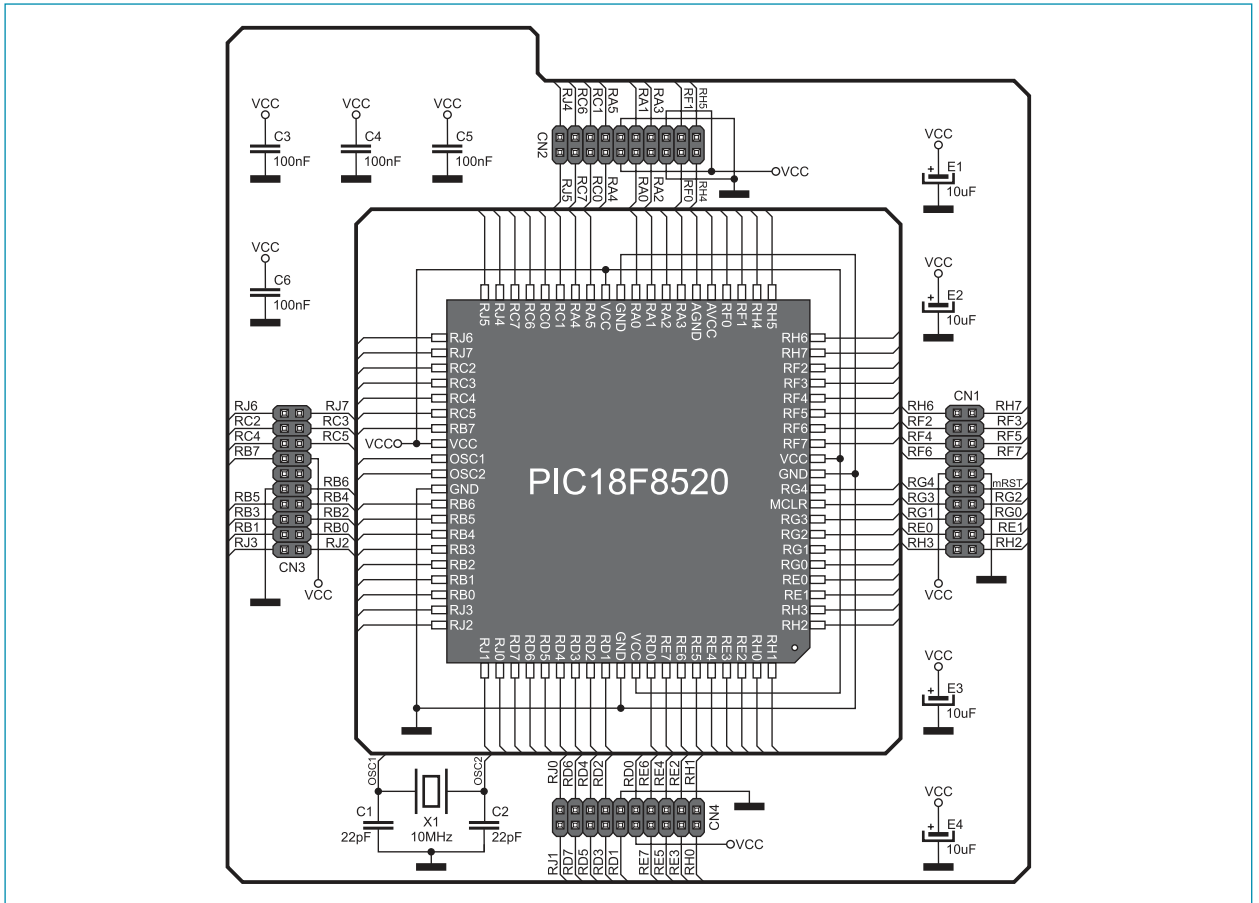 VCC
C3
100nF
VCC
C4
100nF
VCC
C5
100nF
VCC
C6
100nF
RJ4
RC6
RC1
RA5
RA1
RA3
RF1
RH5
CN2
VCC
RJ5
RC7
RC0
RA4
RA0
RA2
RF0
RH4
VCC
E1
10uF
VCC
E2
10uF
RJ5
RJ4
RC7
RC6
RC0
RC1
RA4
RA5
VCC
GND
RA0
RA1
RA2
RA3
AGND
AVCC
RF0
RF1
RH4
RH5
RJ6
RJ7
RC2
RC3
RC4
RC5
RB7
VCC
OSC1
OSC2
GND
RB6
RB5
RB4
RB3
RB2
RB1
RB0
RJ3
RJ2
VCC
PIC18F8520
RH6
RH7
RF2
RF3
RF4
RF5
RF6
RF7
VCC
GND
RG4
MCLR
RG3
RG2
RG1
RG0
RE0
RE1
RH3
RH2
RJ1
RJ0
RD7
RD6
RD5
RD4
RD3
RD2
RD1
GND
VCC
RD0
RE7
RE6
RE5
RE4
RE3
RE2
RH0
RH1
RJ6 RJ7
RC2 RC3
RC4 RC5
RB7
RB6
RB5 RB4
RB3 RB2
RB1 RB0
RJ3 RJ2
CN3
VCC
CN1
RH6 RH7
RF2 RF3
RF4 RF5
RF6 RF7
RG4 mRST
RG3 RG2
RG1 RG0
RE0 RE1
RH3 RH2
VCC
VCC
E3
10uF
VCC
E4
10uF
OSC1
OSC2
C1
22pF
X1
10MHz
C2
22pF
RJ0
RD6
RD4
RD2
RD0
RE6
RE4
RE2
RH1
CN4
VCC
RJ1
RD7
RD5
RD3
RD1
RE7
RE5
RE3
RH0